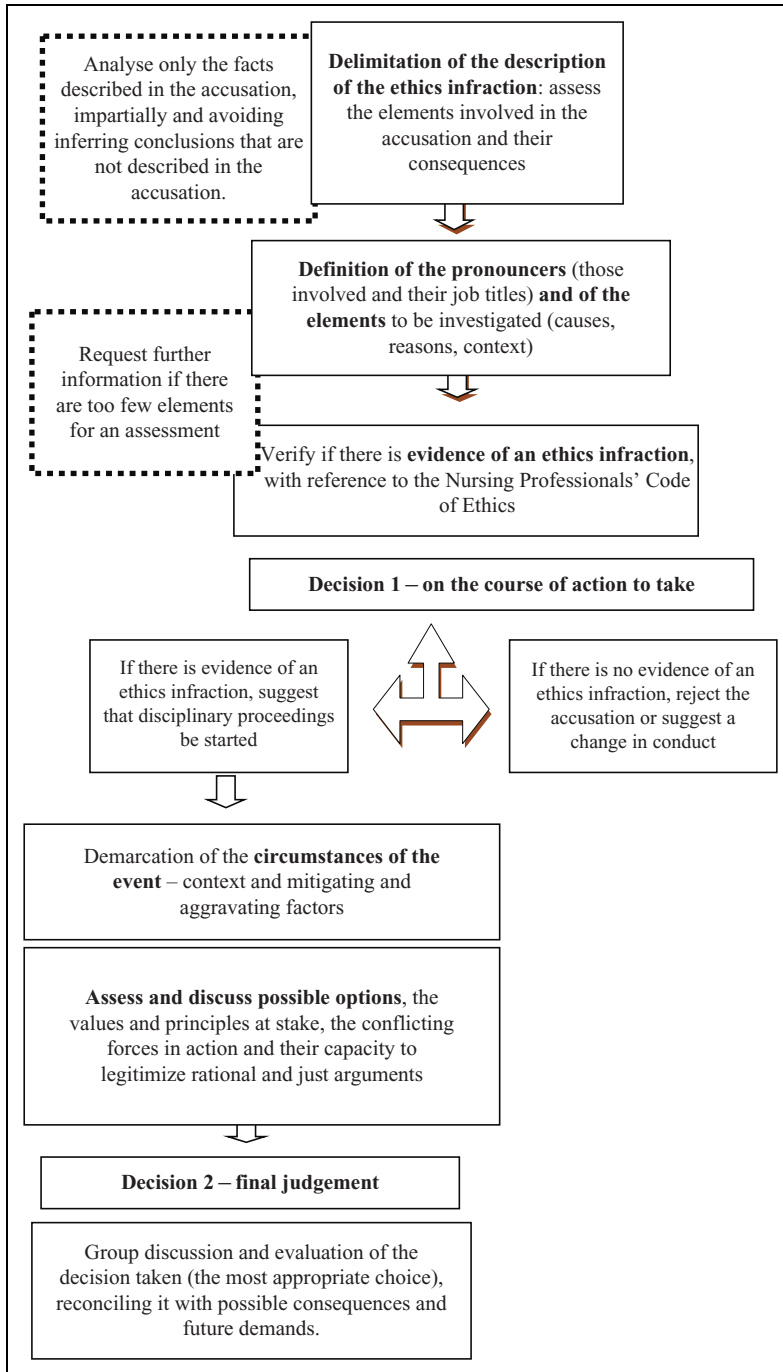 Analyse only the facts
described in the accusation,
impartially and avoiding
inferring conclusions that are
not described in the
accusation.
Delimitation of the description
of the ethics infraction: assess
the elements involved in the
accusation and their
consequences
Definition of the pronouncers (those
involved and their job titles) and of the
elements to be investigated (causes,
reasons, context)
Request further
information if there
are too few elements
for an assessment
Verify if there is evidence of an ethics infraction,
with reference to the Nursing Professionals’ Code
of Ethics
Decision 1 – on the course of action to take
If there is evidence of an
ethics infraction, suggest
that disciplinary proceedings
be started
If there is no evidence of an
ethics infraction, reject the
accusation or suggest a
change in conduct
Demarcation of the circumstances of the
event – context and mitigating and
aggravating factors
Assess and discuss possible options, the
values and principles at stake, the conflicting
forces in action and their capacity to
legitimize rational and just arguments
Decision 2 – final judgement
Group discussion and evaluation of the
decision taken (the most appropriate choice),
reconciling it with possible consequences and
future demands.